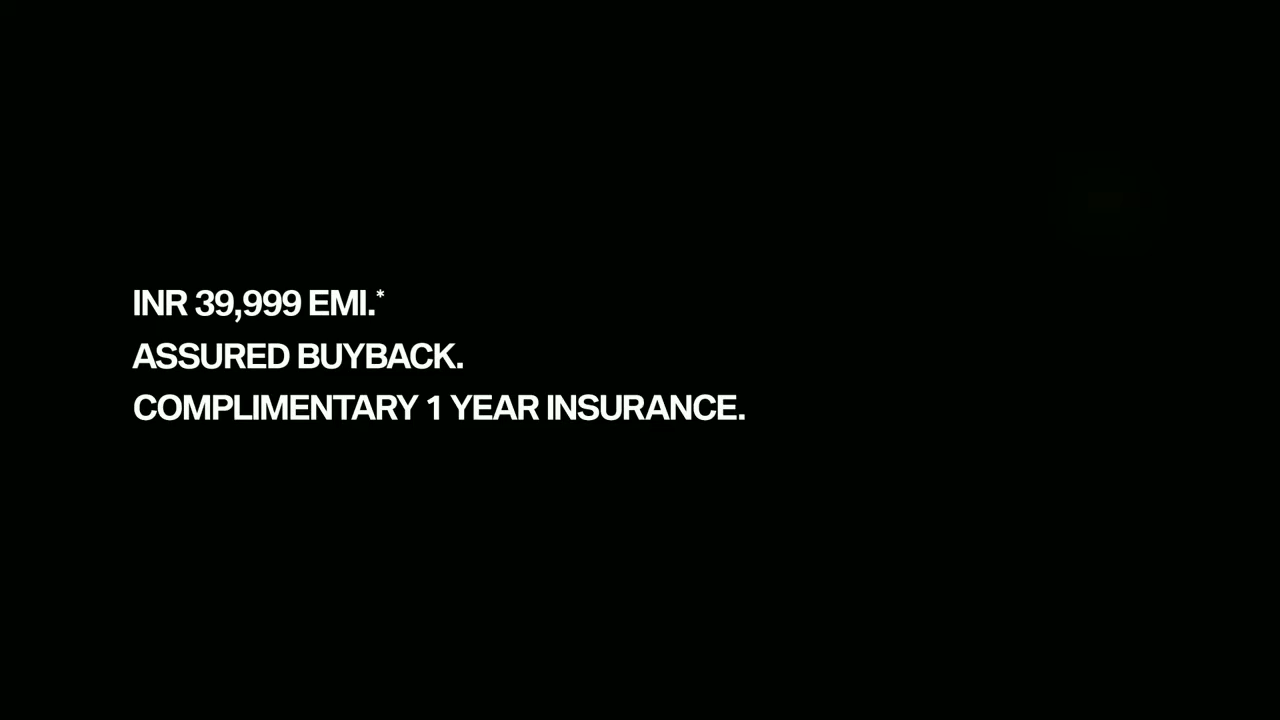 INR 39,999 EMI.*
ASSURED BUYBACK.
COMPLIMENTARY 1 YEAR INSURANCE.